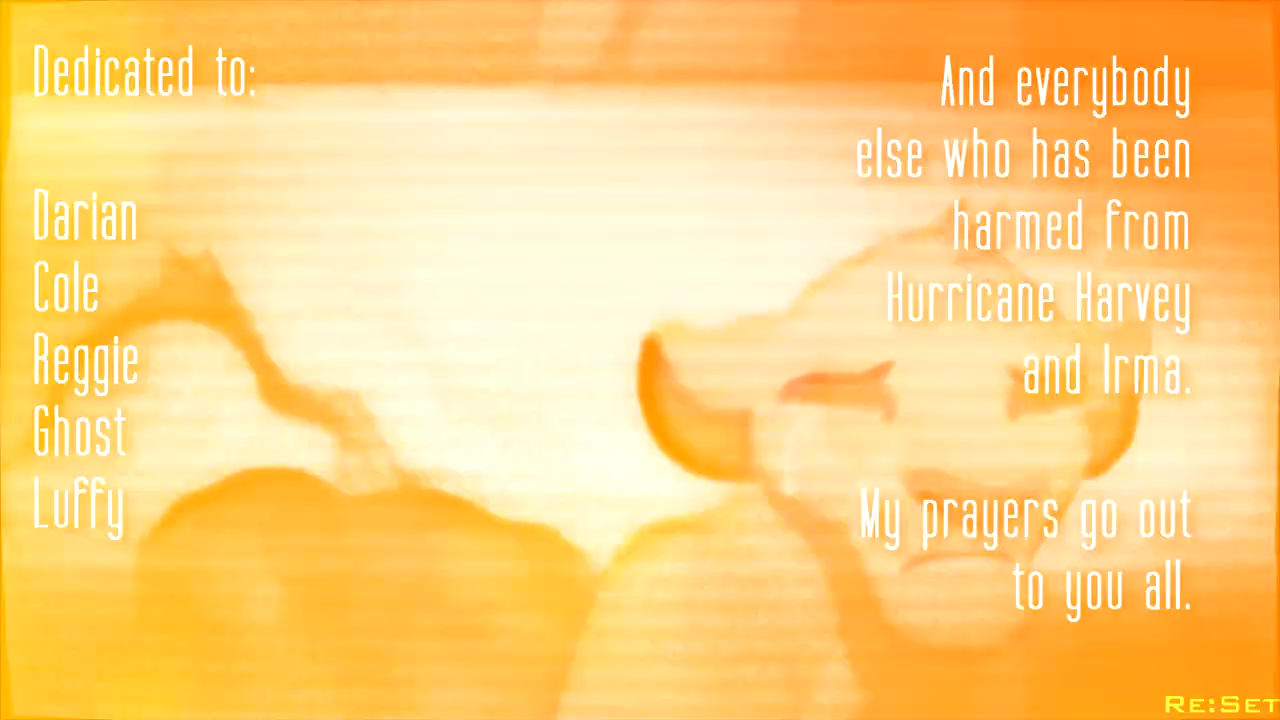 Dedicated to:
Darian
Cole
Reggie
Ghost
Luffy
And everybody
else who has been
harmed from
Hurricane Harvey
and Irma.
My prayers go out
to you all.
Re:Set